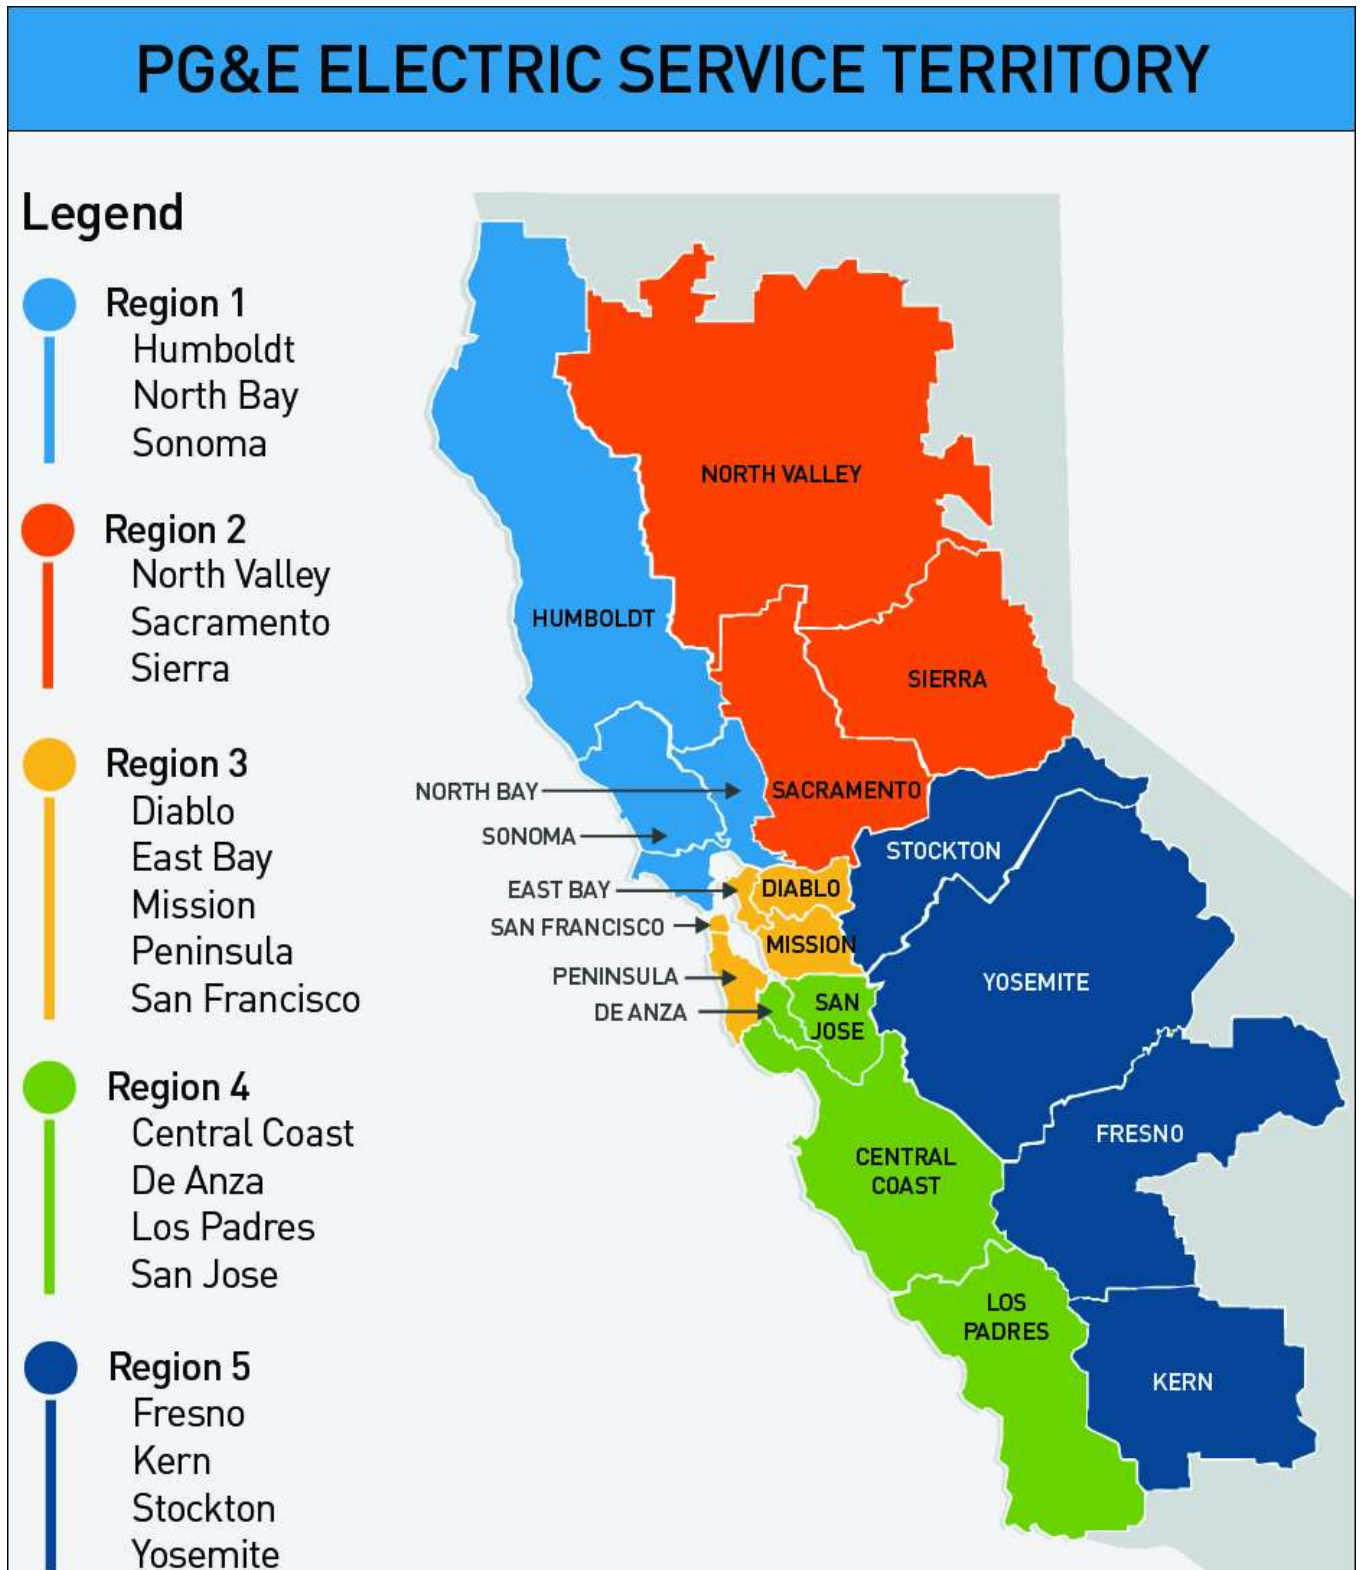 PG&E ELECTRIC SERVICE TERRITORY
Legend
Region 1
Humboldt
North Bay
Sonoma
Region 2
North Valley
Sacramento
Sierra
Region 3
Diablo
East Bay
Mission
Peninsula
San Francisco
Region 4
Central Coast
De Anza
Los Padres
San Jose
Region 5
Fresno
Kern
Stockton
Yosemite
NORTH VALLEY
HUMBOLDT
SIERRA
NORTH BAY
SACRAMENTO
SONOMA
STOCKTON
EAST BAY
DIABLO
SAN FRANCISCO
MISSION
PENINSULA
YOSEMITE
DE ANZA
SAN
JOSE
FRESNO
CENTRAL
COAST
LOS
PADRES
KERN